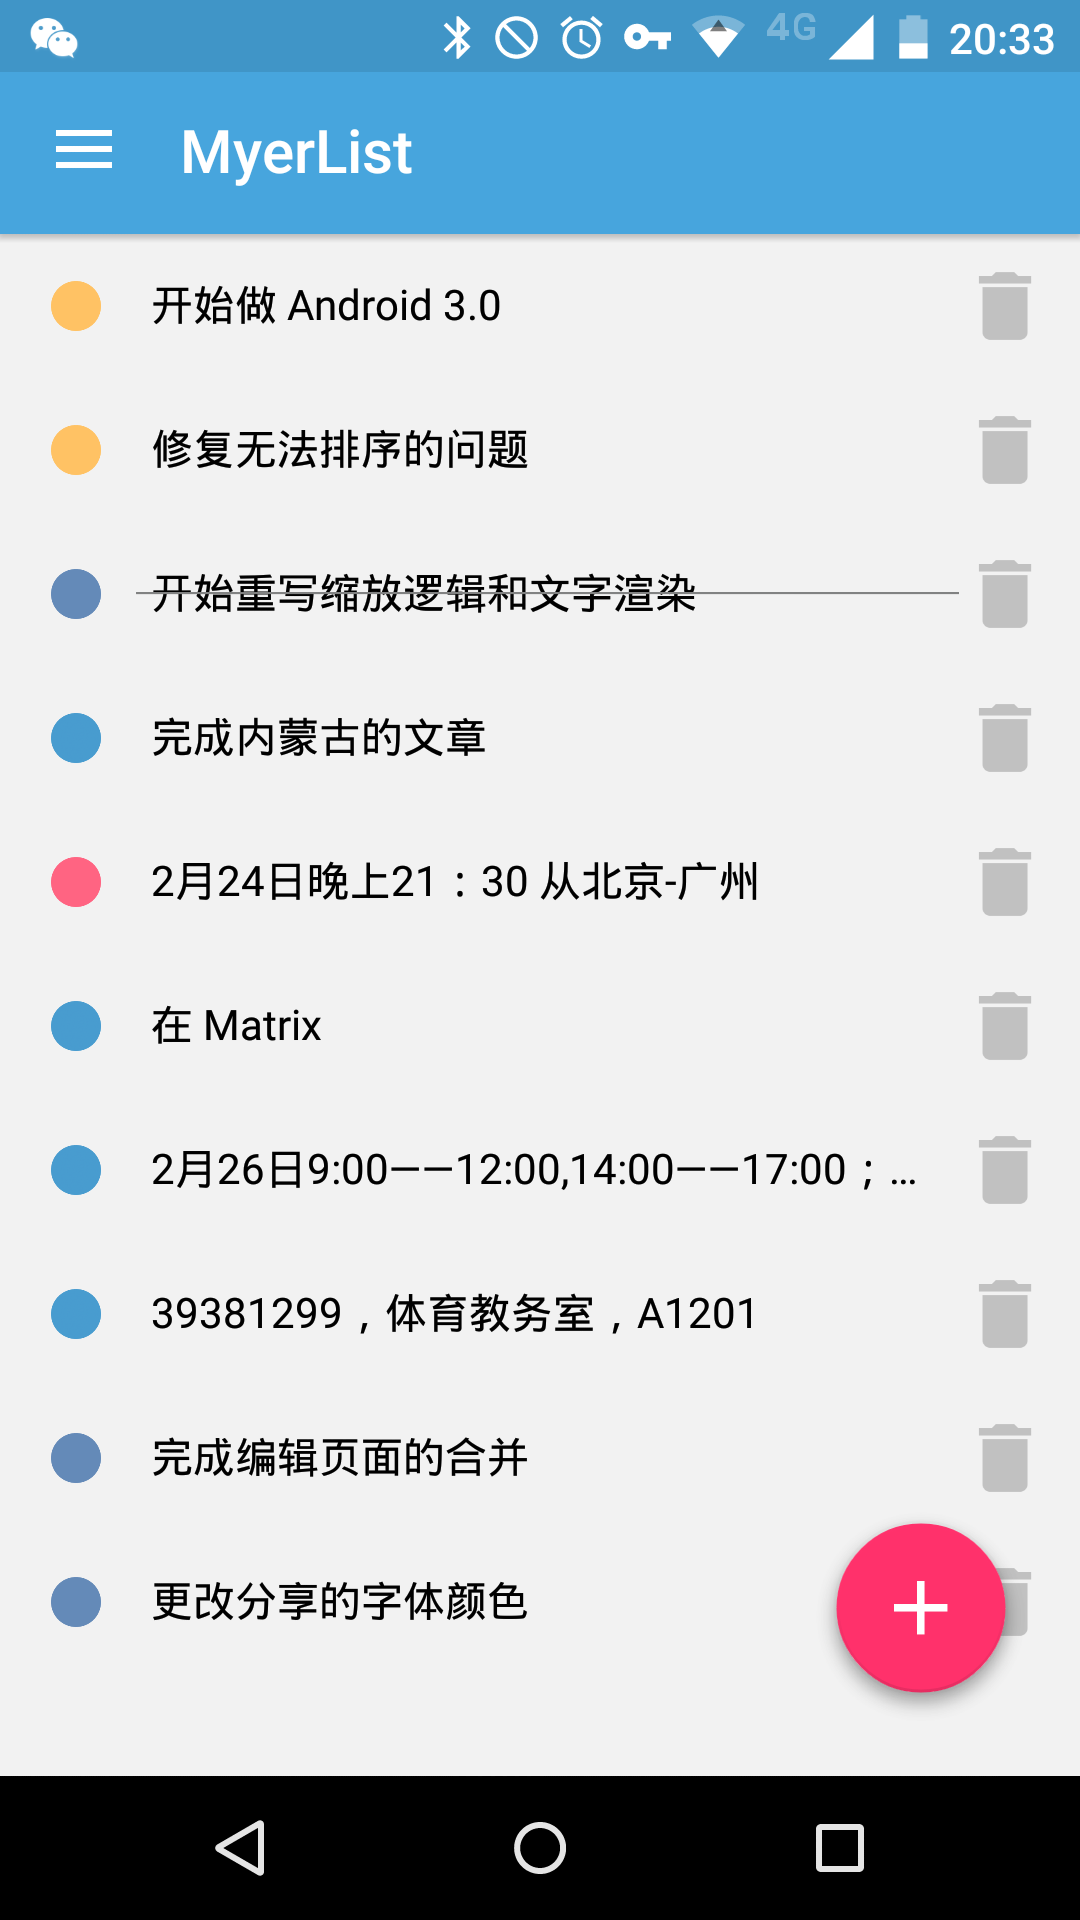 4G 20:33
MyerList
开始做 Android 3.0
修复无法排序的问题
开始重写缩放逻辑和文字渲染
完成内蒙古的文章
2月24日晚上21：30 从北京-广州
在 Matrix
2月26日9:00——12:00,14:00——17:00；...
39381299，体育教务室，A1201
完成编辑页面的合并
更改分享的字体颜色